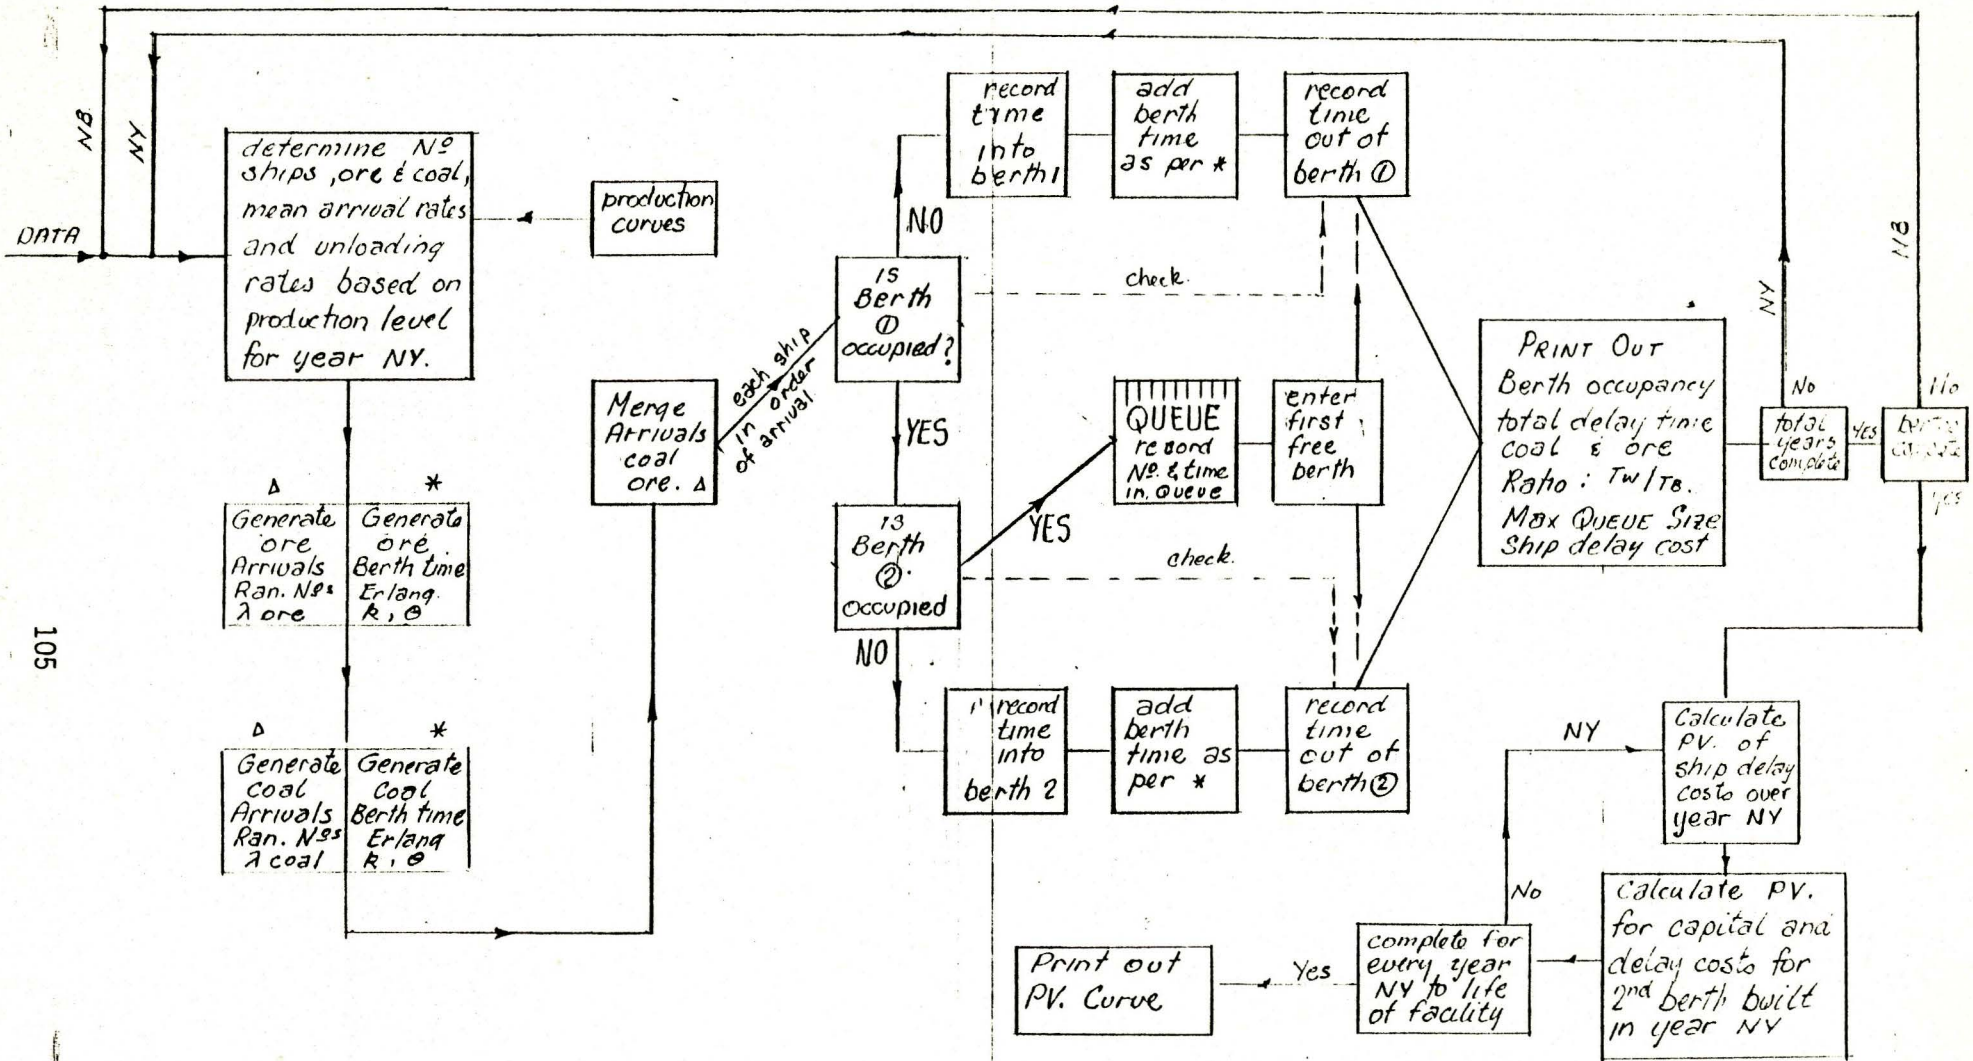 NB
NY
DATA
determine Nº
ships, ore & coal,
mean arrival rates
and unloading
rates based on
production level
for year NY.
production
curves
Δ
*
Generate
ore
Arrivals
Ran. Nºs
λ ore
Generate
ore
Berth time
Erlang.
k, θ
Δ
*
Generate
Coal
Arrivals
Ran. Nºs
λ coal
Generate
Coal
Berth time
Erlang
k, θ
Merge
Arrivals
coal
ore. Δ
each ship
in order
of arrival
IS
Berth
①
occupied?
NO
YES
check.
record
time
into
berth 1
add
berth
time
as per *
record
time
out of
berth ①
IS
Berth
②.
occupied
YES
NO
check.
QUEUE
record
Nº. & time
in. Queue
enter
first
free
berth
record
time
into
berth 2
add
berth
time as
per *
record
time
out of
berth ②
PRINT OUT
Berth occupancy
total delay time
coal & ore
Ratio: TW/TB.
Max QUEUE SIZE
Ship delay cost
NY
No
total
years
complete
YES
NB
No
yes
Calculate
PV. of
ship delay
costs over
year NY
Calculate PV.
for capital and
delay costs for
2nd berth built
in year NY
NY
No
complete for
every year
NY to life
of facility
Yes
Print out
PV. Curve
105